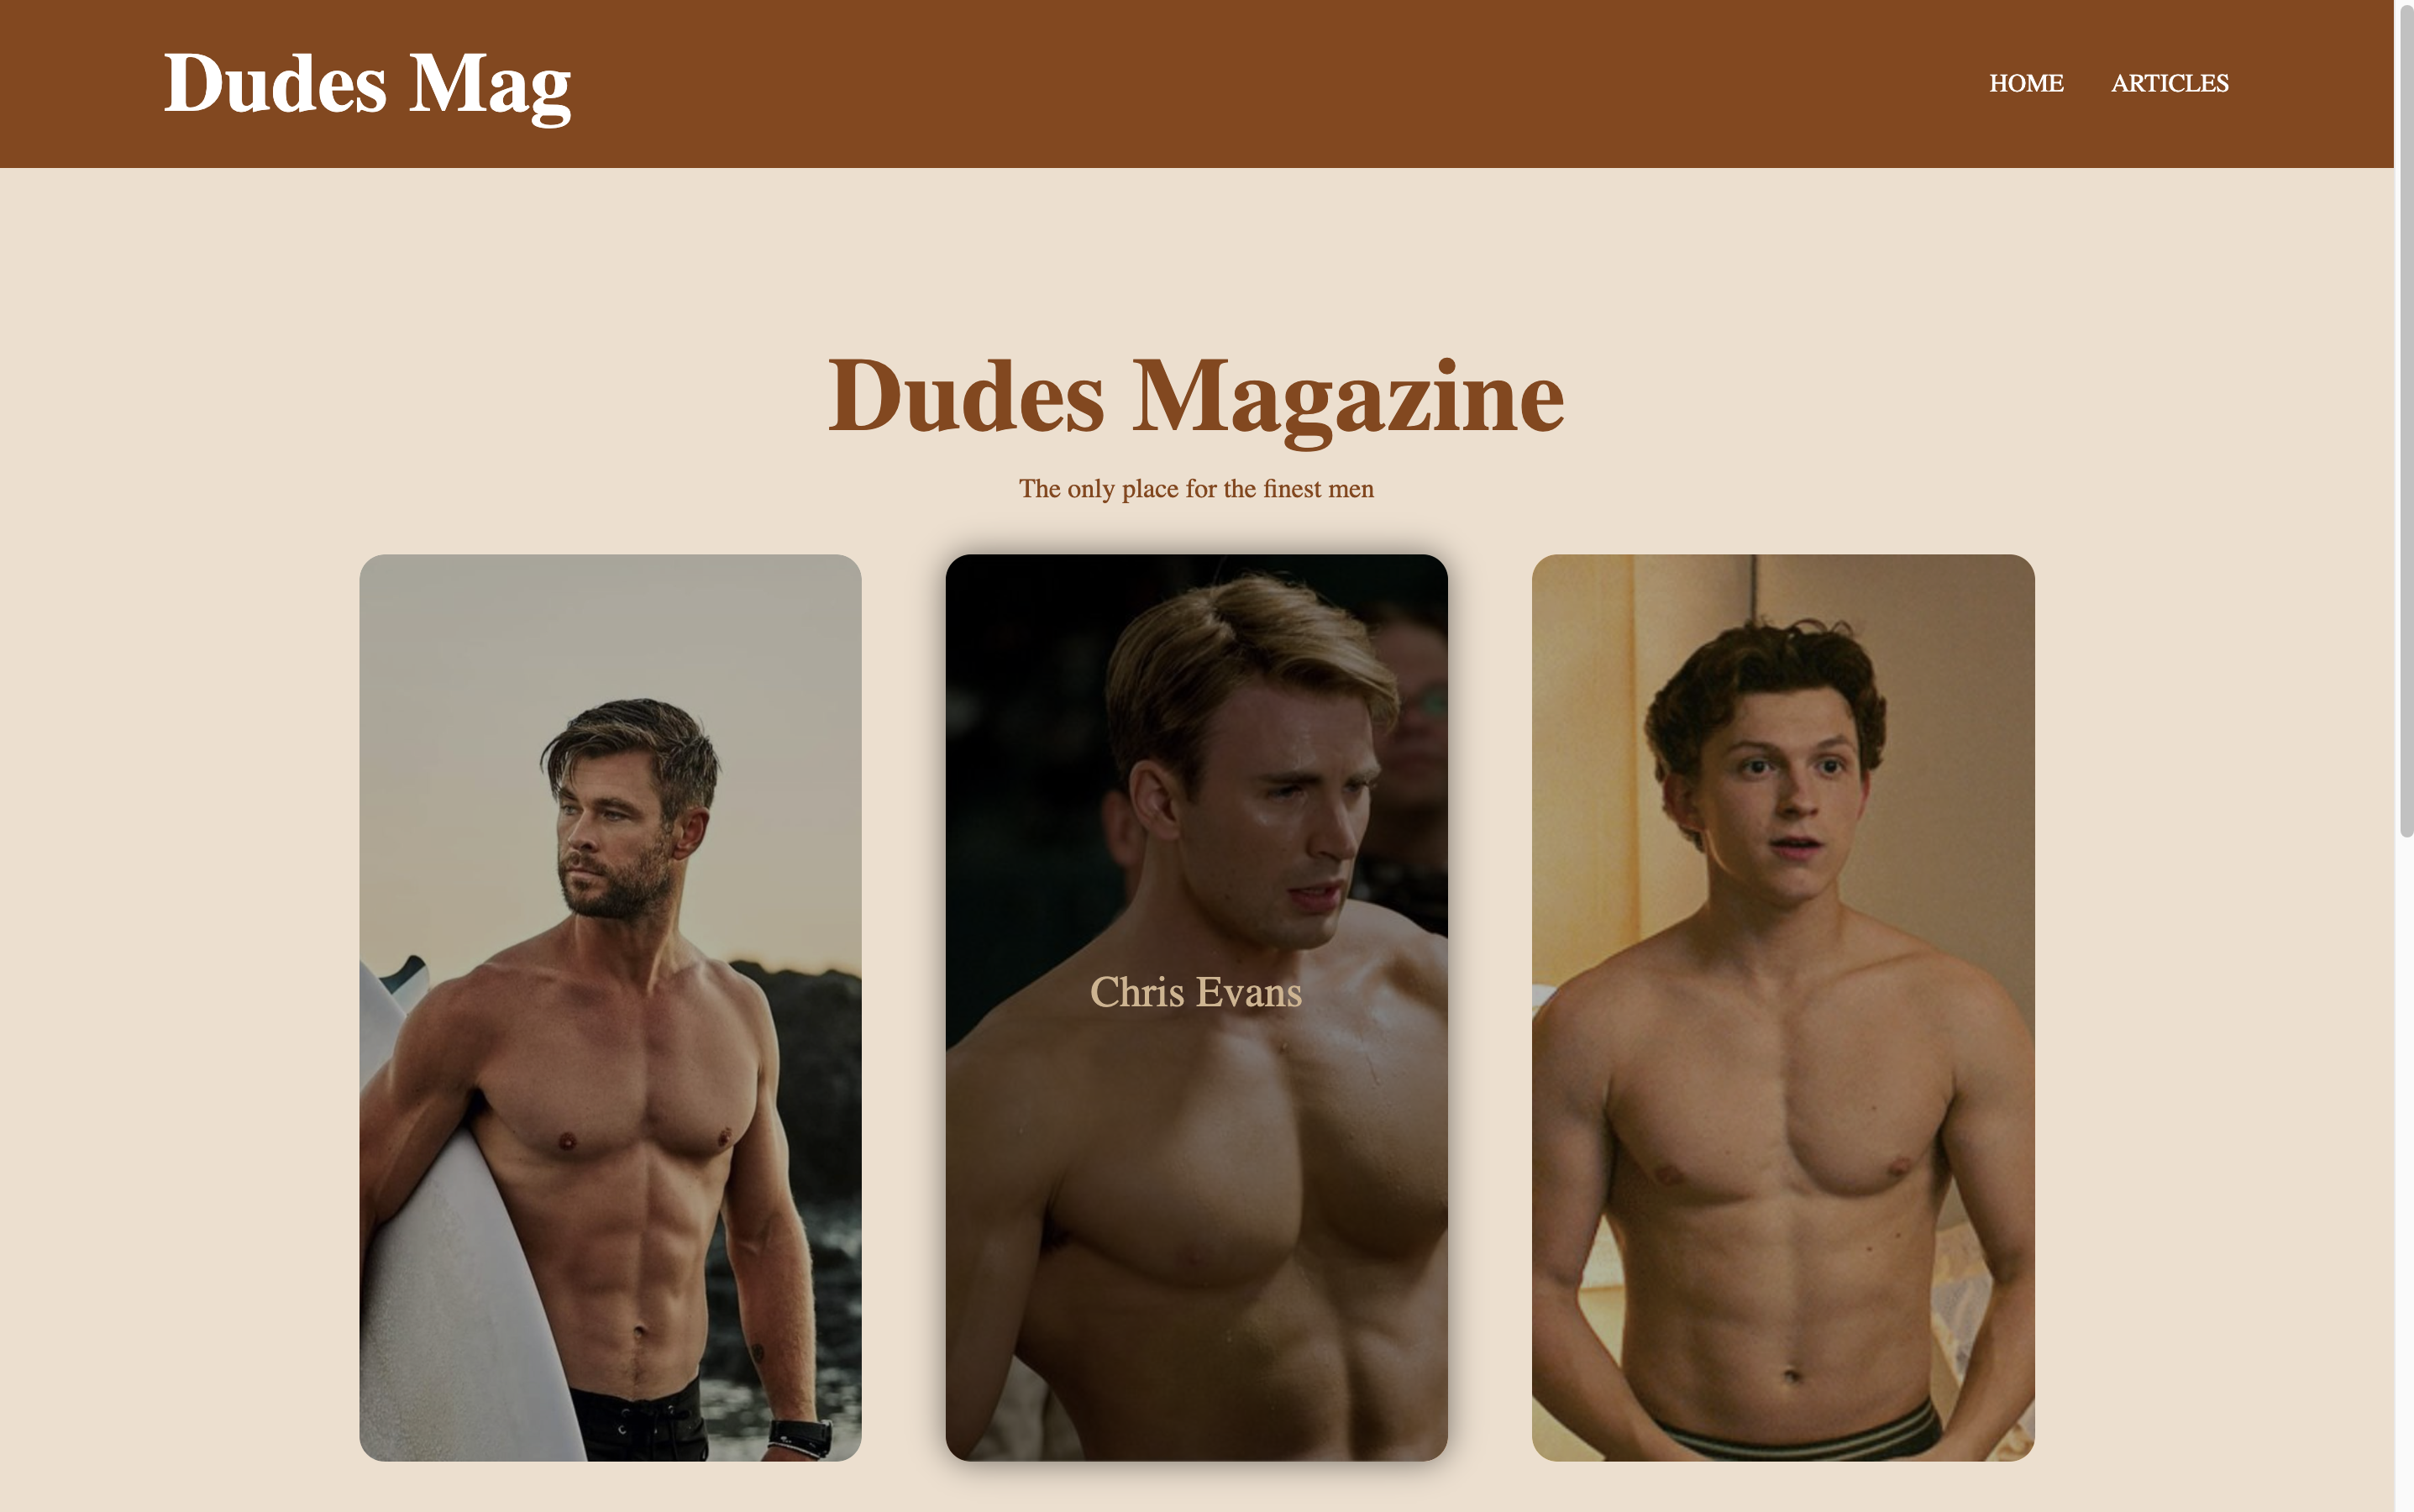 Dudes Mag
HOME ARTICLES
Dudes Magazine
The only place for the finest men
Chris Evans